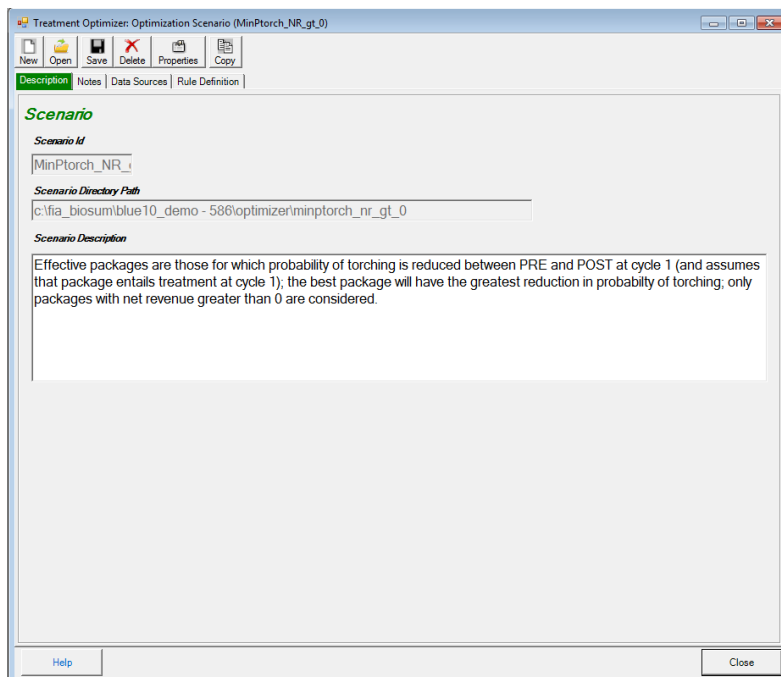 Treatment Optimizer: Optimization Scenario (MinPtorch_NR_gt_0)
New Open Save Delete Properties Copy
Description Notes Data Sources Rule Definition
Scenario
Scenario Id
MinPtorch_NR_
Scenario Directory Path
c:\fia_biosum\blue10_demo - 586\optimizer\minptorch_nr_gt_0
Scenario Description
Effective packages are those for which probability of torching is reduced between PRE and POST at cycle 1 (and assumes
that package entails treatment at cycle 1); the best package will have the greatest reduction in probabilty of torching; only
packages with net revenue greater than 0 are considered.
Help Close